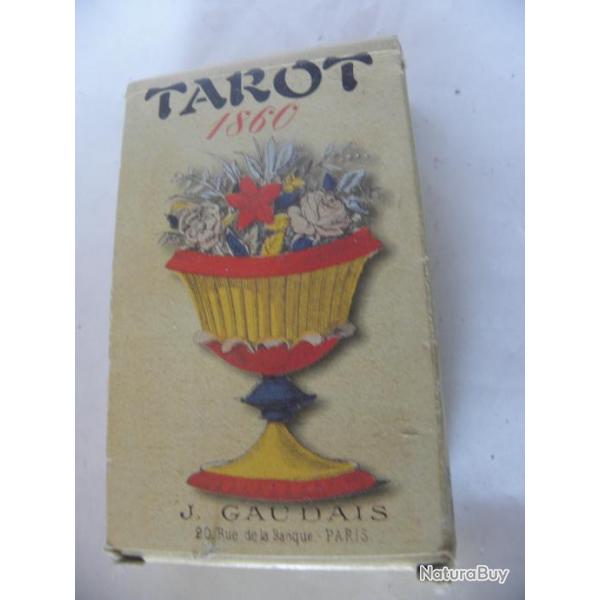 TAROT
1860
J. GAUDAIS
20, Rue de la Banque - PARIS
NaturaBuy